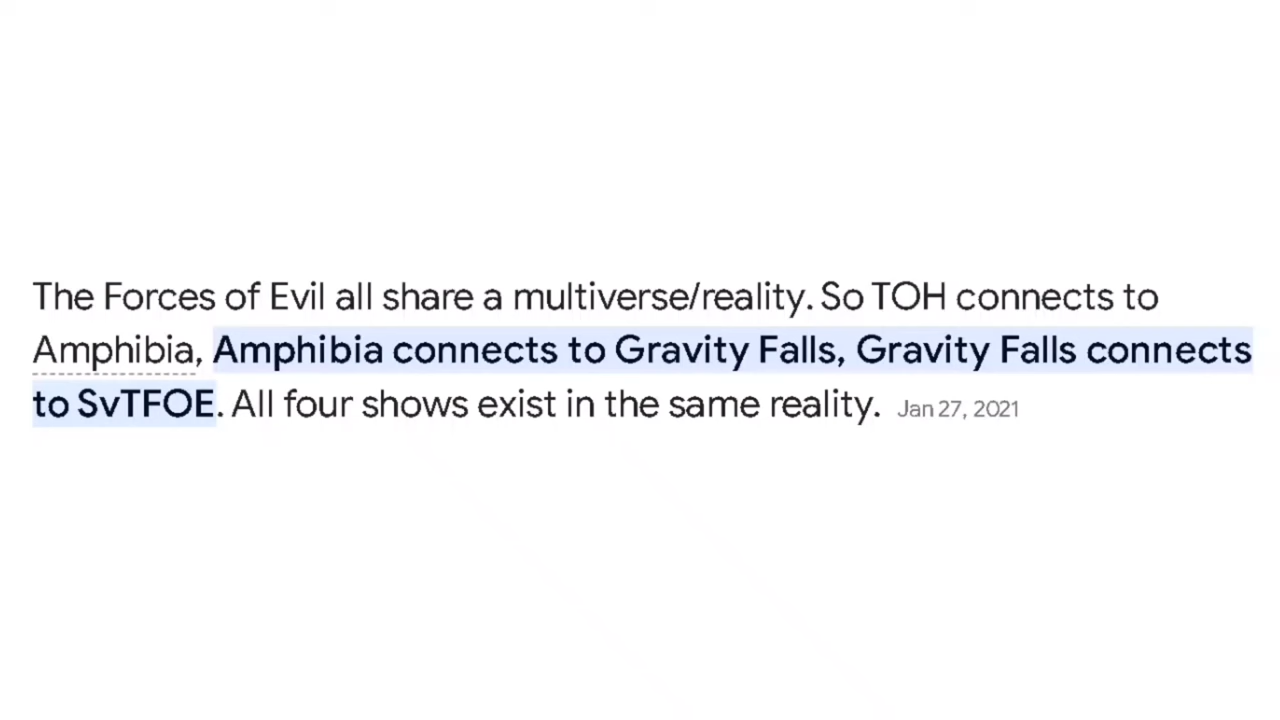 The Forces of Evil all share a multiverse/reality. So TOH connects to
Amphibia, Amphibia connects to Gravity Falls, Gravity Falls connects
to SvTFOE. All four shows exist in the same reality. Jan 27, 2021